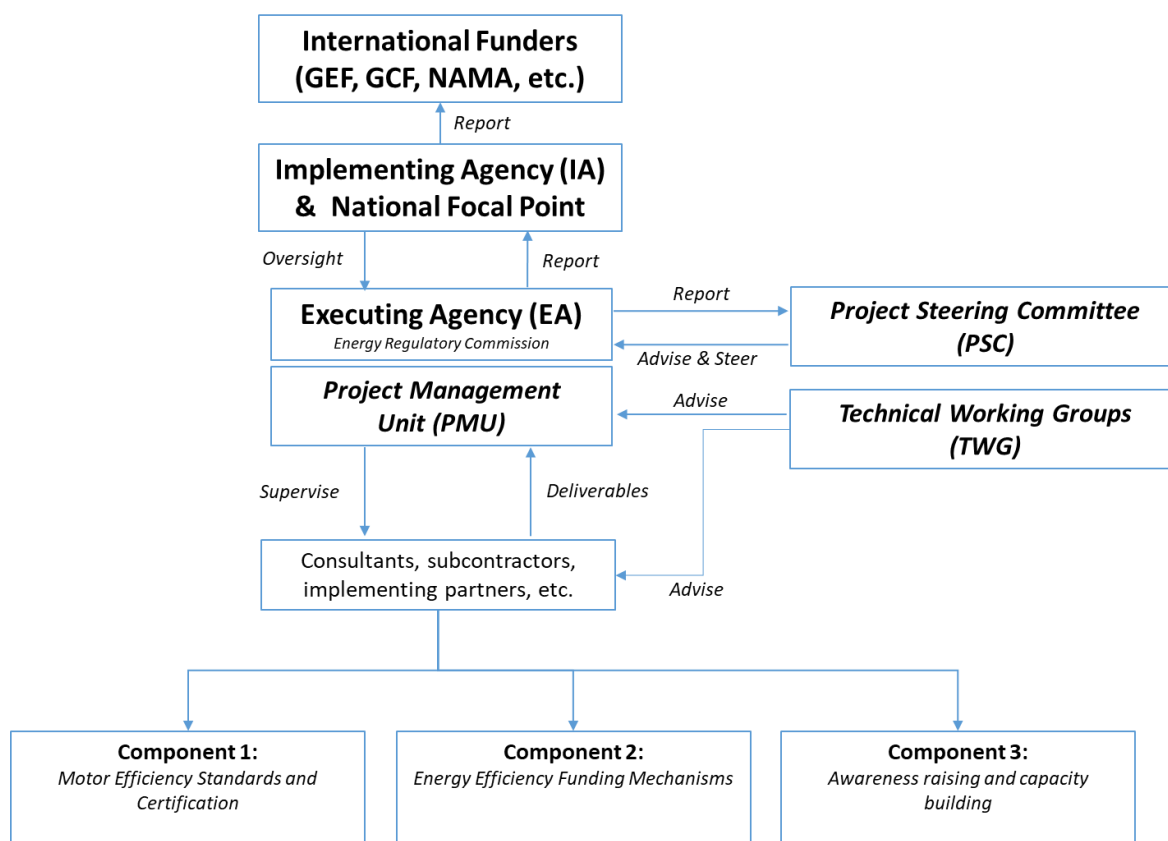 International Funders
(GEF, GCF, NAMA, etc.)
Report
Implementing Agency (IA)
& National Focal Point
Oversight
Report
Executing Agency (EA)
Energy Regulatory Commission
Report
Advise & Steer
Project Steering Committee
(PSC)
Project Management
Unit (PMU)
Advise
Technical Working Groups
(TWG)
Supervise
Deliverables
Consultants, subcontractors,
implementing partners, etc.
Advise
Component 1:
Motor Efficiency Standards and
Certification
Component 2:
Energy Efficiency Funding Mechanisms
Component 3:
Awareness raising and capacity
building